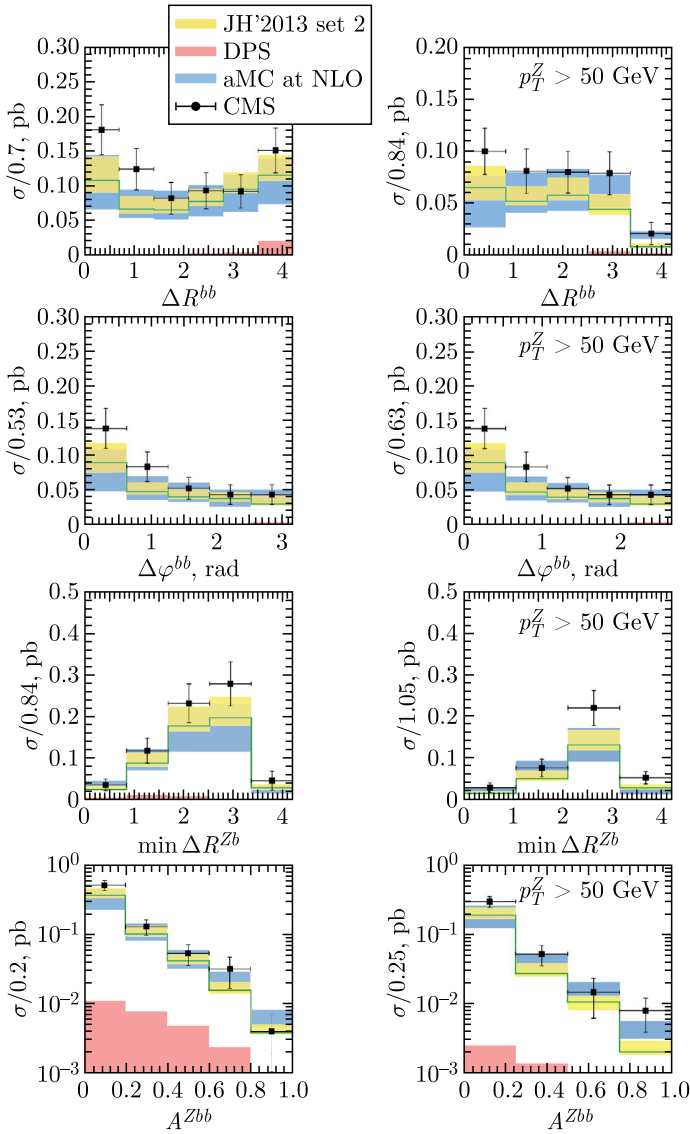 JH'2013 set 2
DPS
aMC at NLO
CMS
σ/0.7, pb
0.30
0.25
0.20
0.15
0.10
0.05
0
0 1 2 3 4
ΔR^{bb}
σ/0.84, pb
p_T^Z > 50 GeV
0.20
0.15
0.10
0.05
0
0 1 2 3 4
ΔR^{bb}
σ/0.53, pb
0.30
0.25
0.20
0.15
0.10
0.05
0
0 1 2 3
Δφ^{bb}, rad
σ/0.63, pb
p_T^Z > 50 GeV
0.30
0.25
0.20
0.15
0.10
0.05
0
0 1 2
Δφ^{bb}, rad
σ/0.84, pb
0.5
0.4
0.3
0.2
0.1
0
0 1 2 3 4
min ΔR^{Zb}
σ/1.05, pb
p_T^Z > 50 GeV
0.5
0.4
0.3
0.2
0.1
0
0 1 2 3 4
min ΔR^{Zb}
σ/0.2, pb
10^0
10^{−1}
10^{−2}
10^{−3}
0 0.2 0.4 0.6 0.8 1.0
A^{Zbb}
σ/0.25, pb
p_T^Z > 50 GeV
10^0
10^{−1}
10^{−2}
10^{−3}
0 0.2 0.4 0.6 0.8 1.0
A^{Zbb}